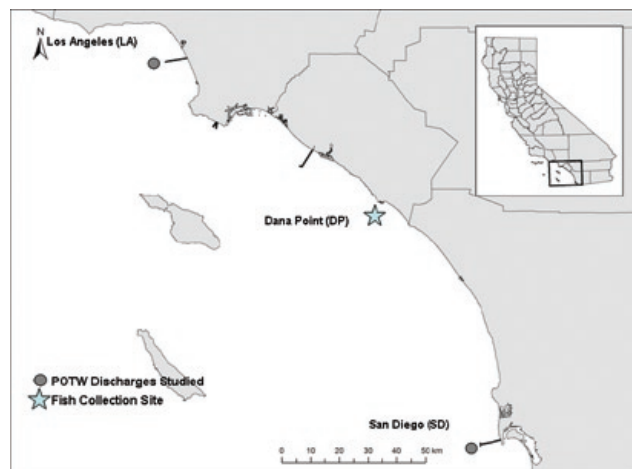 Los Angeles (LA)
Dana Point (DP)
POTW Discharges Studied
Fish Collection Site
San Diego (SD)
0 10 20 30 40 50 km